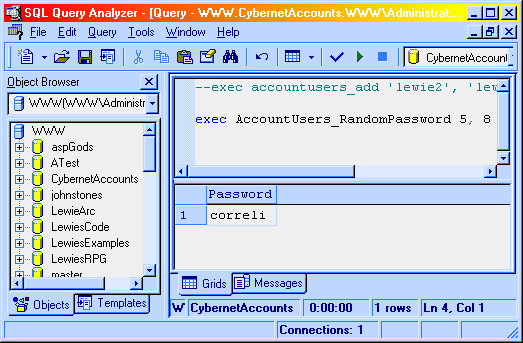 SQL Query Analyzer - [Query - WWW.CybernetAccounts.WWW\Administrat...
File Edit Query Tools Window Help
CybernetAccount
Object Browser
WWW(WWW\Administr
WWW
aspGods
ATest
CybernetAccounts
johnstones
LewieArc
LewiesCode
LewiesExamples
LewiesRPG
master
Objects Templates
--exec accountusers_add 'lewie2', 'lew
exec AccountUsers_RandomPassword 5, 8
Password
1 correli
Grids Messages
W CybernetAccounts 0:00:00 1 rows Ln 4, Col 1
Connections: 1